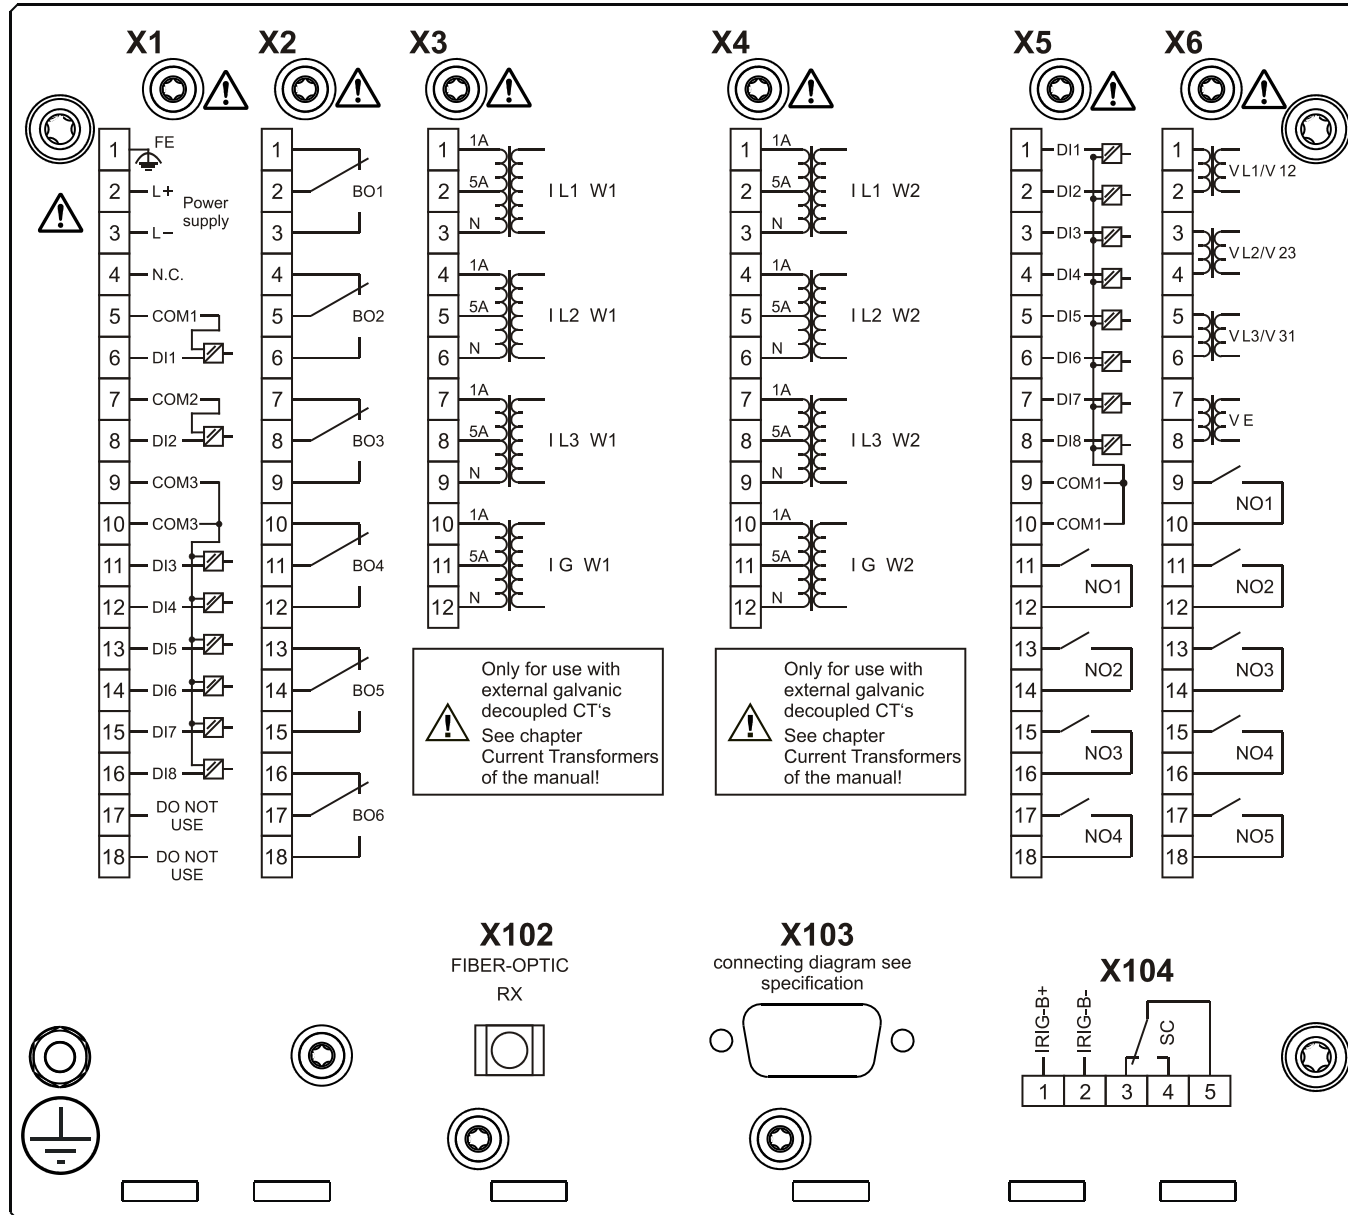 X1
X2
X3
X4
X5
X6
1 FE
2 L+
Power
supply
3 L–
4 N.C.
5 COM1
6 DI1
7 COM2
8 DI2
9 COM3
10 COM3
11 DI3
12 DI4
13 DI5
14 DI6
15 DI7
16 DI8
17 DO NOT
USE
18 DO NOT
USE
1
2 BO1
3
4
5 BO2
6
7
8 BO3
9
10
11 BO4
12
13
14 BO5
15
16
17 BO6
18
1 1A
2 5A I L1 W1
3 N
4 1A
5 5A I L2 W1
6 N
7 1A
8 5A I L3 W1
9 N
10 1A
11 5A I G W1
12 N
Only for use with
external galvanic
decoupled CT‘s
See chapter
Current Transformers
of the manual!
1 1A
2 5A I L1 W2
3 N
4 1A
5 5A I L2 W2
6 N
7 1A
8 5A I L3 W2
9 N
10 1A
11 5A I G W2
12 N
Only for use with
external galvanic
decoupled CT‘s
See chapter
Current Transformers
of the manual!
1 DI1
2 DI2
3 DI3
4 DI4
5 DI5
6 DI6
7 DI7
8 DI8
9 COM1
10 COM1
11
NO1
12
13
NO2
14
15
NO3
16
17
NO4
18
1
V L1/V 12
2
3
V L2/V 23
4
5
V L3/V 31
6
7
V E
8
9
NO1
10
11
NO2
12
13
NO3
14
15
NO4
16
17
NO5
18
X102
FIBER-OPTIC
RX
X103
connecting diagram see
specification
X104
IRIG-B+
IRIG-B-
SC
1 2 3 4 5